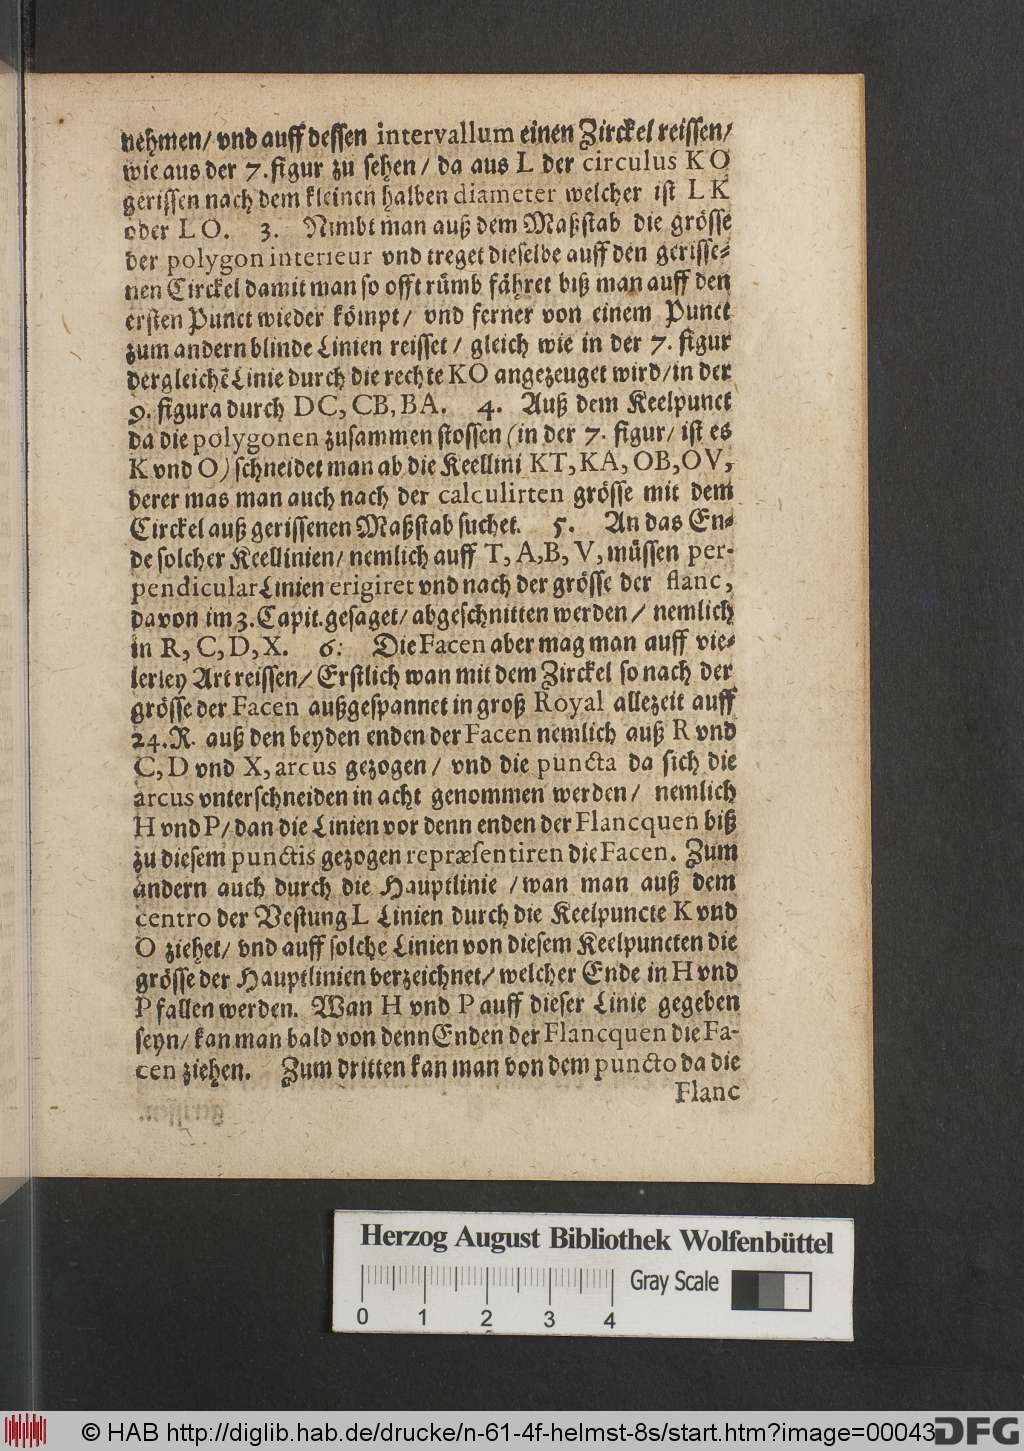 nehmen/ vnd auff dessen intervallum einen Zirckel reissen/
wie aus der 7. figur zu sehen/ da aus L der circulus K O
gerissen nach dem kleinen halben diameter welcher ist L K
oder L O. 3. Nimbt man auß dem Maßstab die grösse
der polygon interieur vnd treget dieselbe auff den gerisse-
nen Circkel damit man so offt rümb fähret biß man auff den
ersten Punct wieder kömpt/ vnd ferner von einem Punct
zum andern blinde Linien reisset/ gleich wie in der 7. figur
dergleichē Linie durch die rechte KO angezeuget wird/ in der
9. figura durch DC, CB, BA. 4. Auß dem Keelpunct
da die polygonen zusammen stossen (in der 7. figur/ ist es
K vnd O) schneidet man ab die Keellini KT, KA, OB, OV,
derer mas man auch nach der calculirten grösse mit dem
Circkel auß gerissenen Maßstab suchet. 5. An das En-
de solcher Keellinien/ nemlich auff T, A, B, V, müssen per-
pendicular Linien erigiret vnd nach der grösse der flanc,
davon im 3. Capit. gesaget/ abgeschnitten werden/ nemlich
in R, C, D, X. 6: Die Facen aber mag man auff vie-
lerley Art reissen/ Erstlich wan mit dem Zirckel so nach der
grösse der Facen außgespannet in groß Royal allezeit auff
24. R. auß den beyden enden der Facen nemlich auß R vnd
C, D vnd X, arcus gezogen/ vnd die puncta da sich die
arcus vnterschneiden in acht genommen werden/ nemlich
H vnd P/ dan die Linien vor denn enden der Flancquen biß
zu diesem punctis gezogen repræsentiren die Facen. Zum
andern auch durch die Hauptlinie/ wan man auß dem
centro der Vestung L Linien durch die Keelpuncte K vnd
O ziehet/ vnd auff solche Linien von diesem Keelpuncten die
grösse der Hauptlinien verzeichnet/ welcher Ende in H vnd
P fallen werden. Wan H vnd P auff dieser Linie gegeben
seyn/ kan man bald von denn Enden der Flancquen die Fa-
cen ziehen. Zum dritten kan man von dem puncto da die
Flanc
Herzog August Bibliothek Wolfenbüttel
Gray Scale
0 1 2 3 4
© HAB http://diglib.hab.de/drucke/n-61-4f-helmst-8s/start.htm?image=00043
DFG